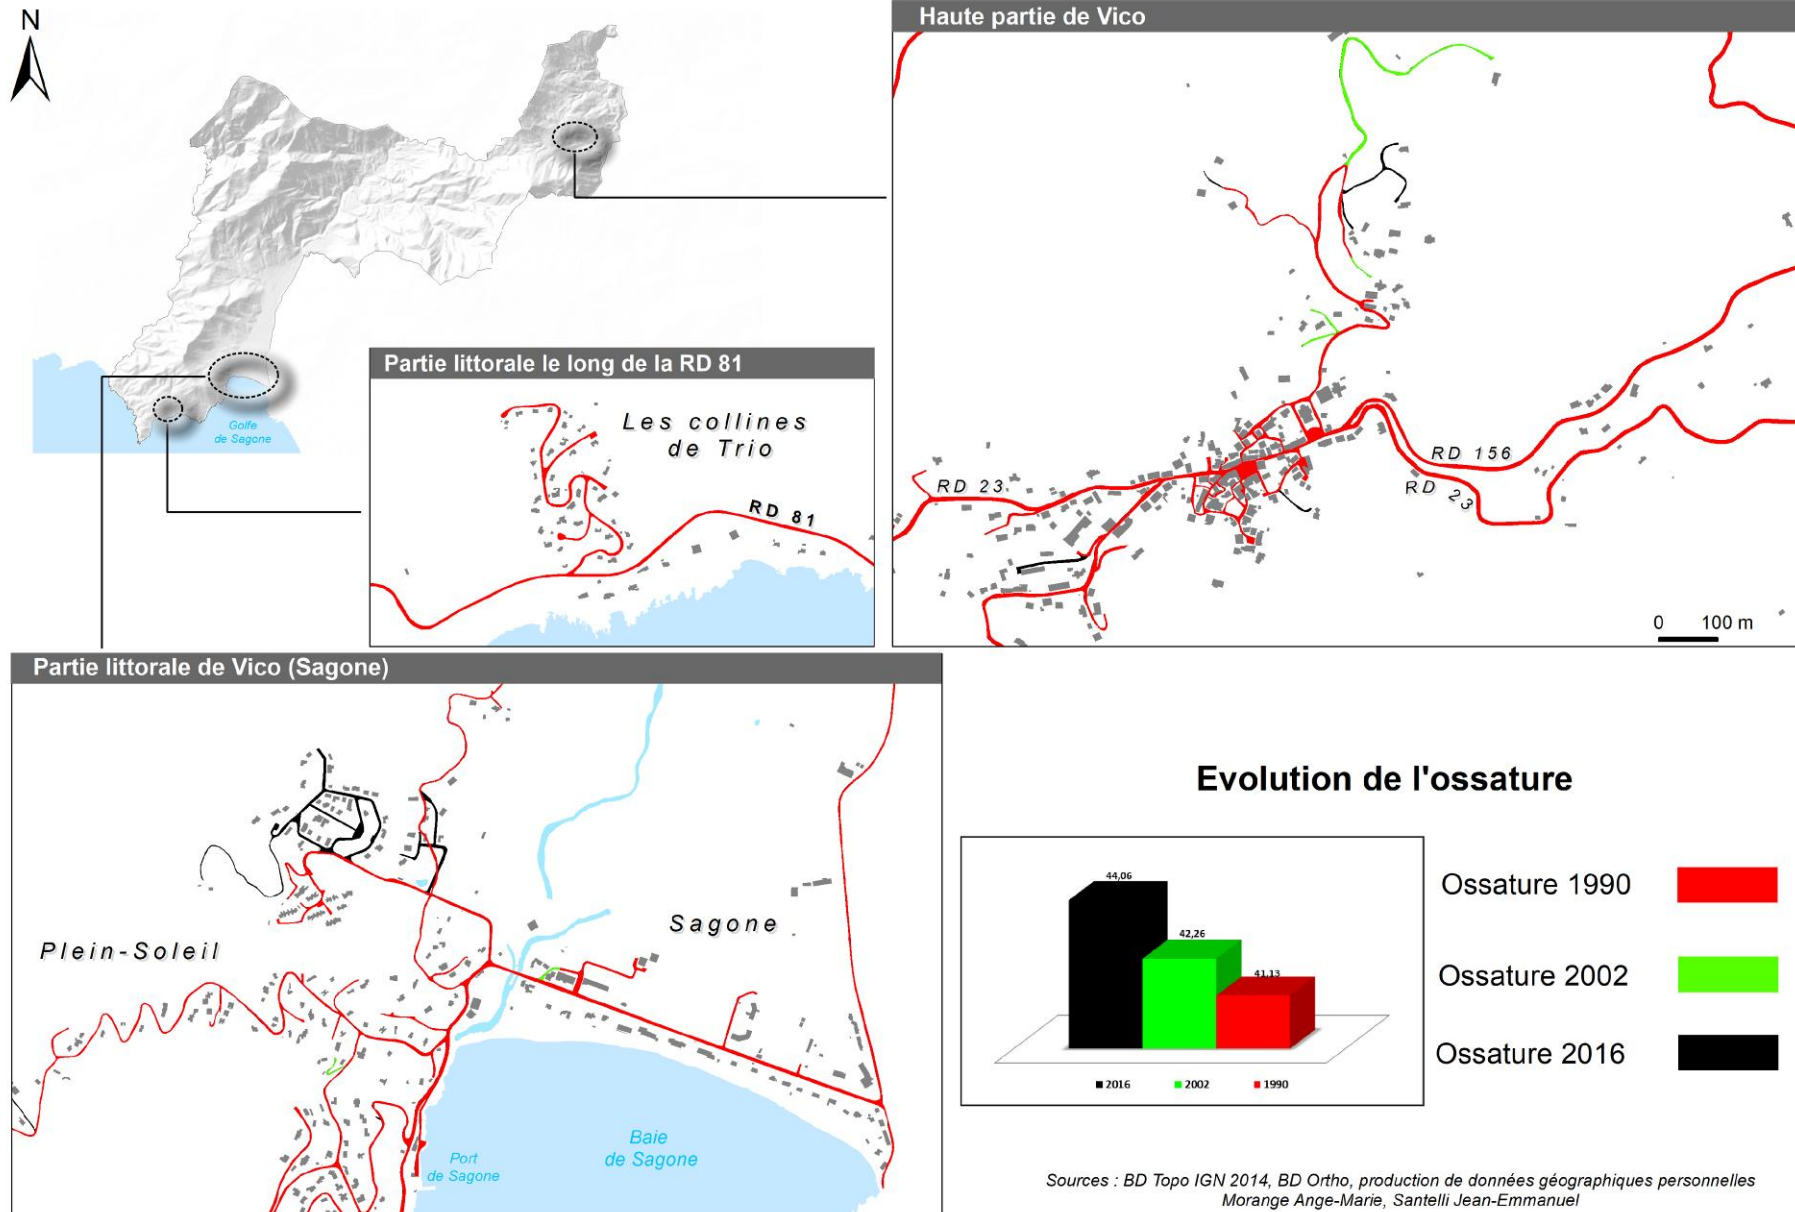 N
Golfe
de Sagone
Haute partie de Vico
RD 156
RD 23
RD 23
0 100 m
Partie littorale le long de la RD 81
Les collines
de Trio
RD 81
Partie littorale de Vico (Sagone)
Plein-Soleil
Sagone
Port
de Sagone
Baie
de Sagone
Evolution de l'ossature
44,06
42,26
41,13
2016 2002 1990
Ossature 1990
Ossature 2002
Ossature 2016
Sources : BD Topo IGN 2014, BD Ortho, production de données géographiques personnelles
Morange Ange-Marie, Santelli Jean-Emmanuel